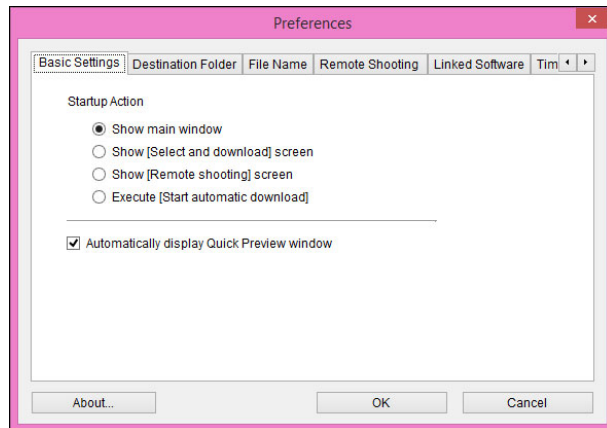 Preferences
Basic Settings Destination Folder File Name Remote Shooting Linked Software Tim
Startup Action
Show main window
Show [Select and download] screen
Show [Remote shooting] screen
Execute [Start automatic download]
Automatically display Quick Preview window
About... OK Cancel